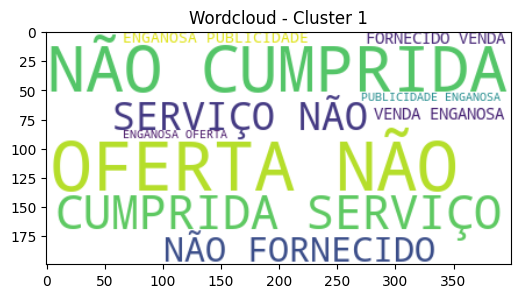 Wordcloud - Cluster 1
ENGANOSA PUBLICIDADE
FORNECIDO VENDA
NÃO CUMPRIDA
PUBLICIDADE ENGANOSA
SERVIÇO NÃO
VENDA ENGANOSA
ENGANOSA OFERTA
OFERTA NÃO
CUMPRIDA SERVIÇO
NÃO FORNECIDO
0
25
50
75
100
125
150
175
0 50 100 150 200 250 300 350